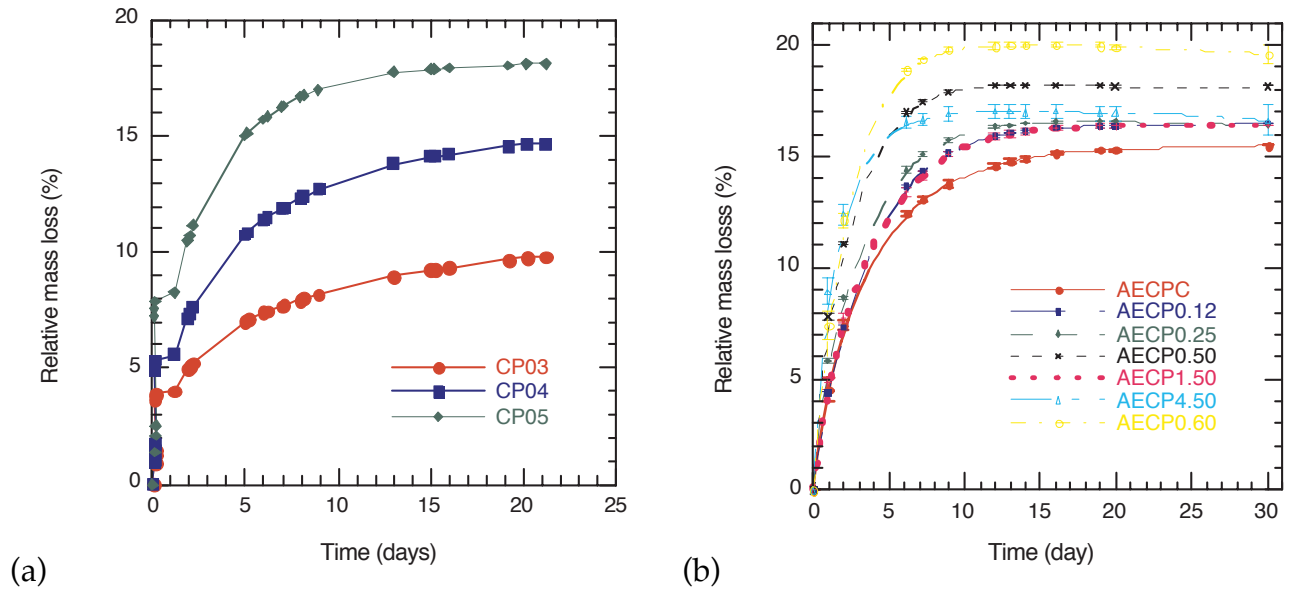 20
15
10
5
0
0 5 10 15 20 25
Relative mass loss (%)
Time (days)
CP03
CP04
CP05
(a)
20
15
10
5
0
0 5 10 15 20 25 30
Relative mass losss (%)
Time (day)
AECPC
AECP0.12
AECP0.25
AECP0.50
AECP1.50
AECP4.50
AECP0.60
(b)